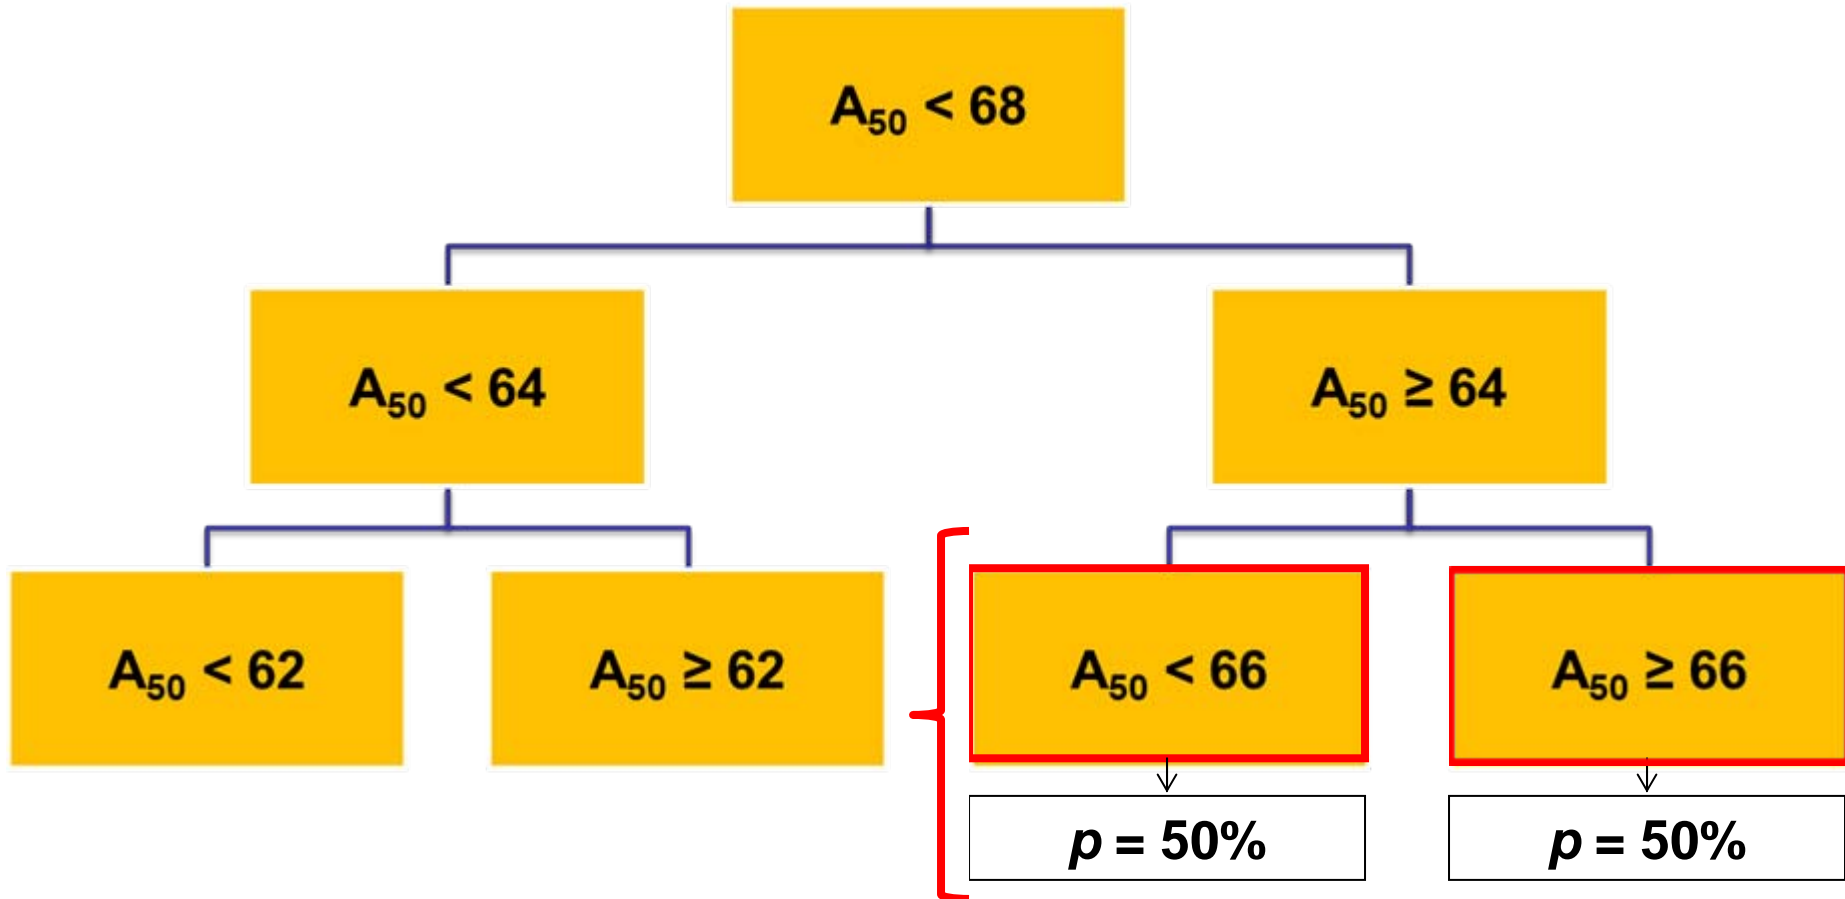 A₅₀ < 68
A₅₀ < 64
A₅₀ ≥ 64
A₅₀ < 62
A₅₀ ≥ 62
A₅₀ < 66
A₅₀ ≥ 66
p = 50%
p = 50%